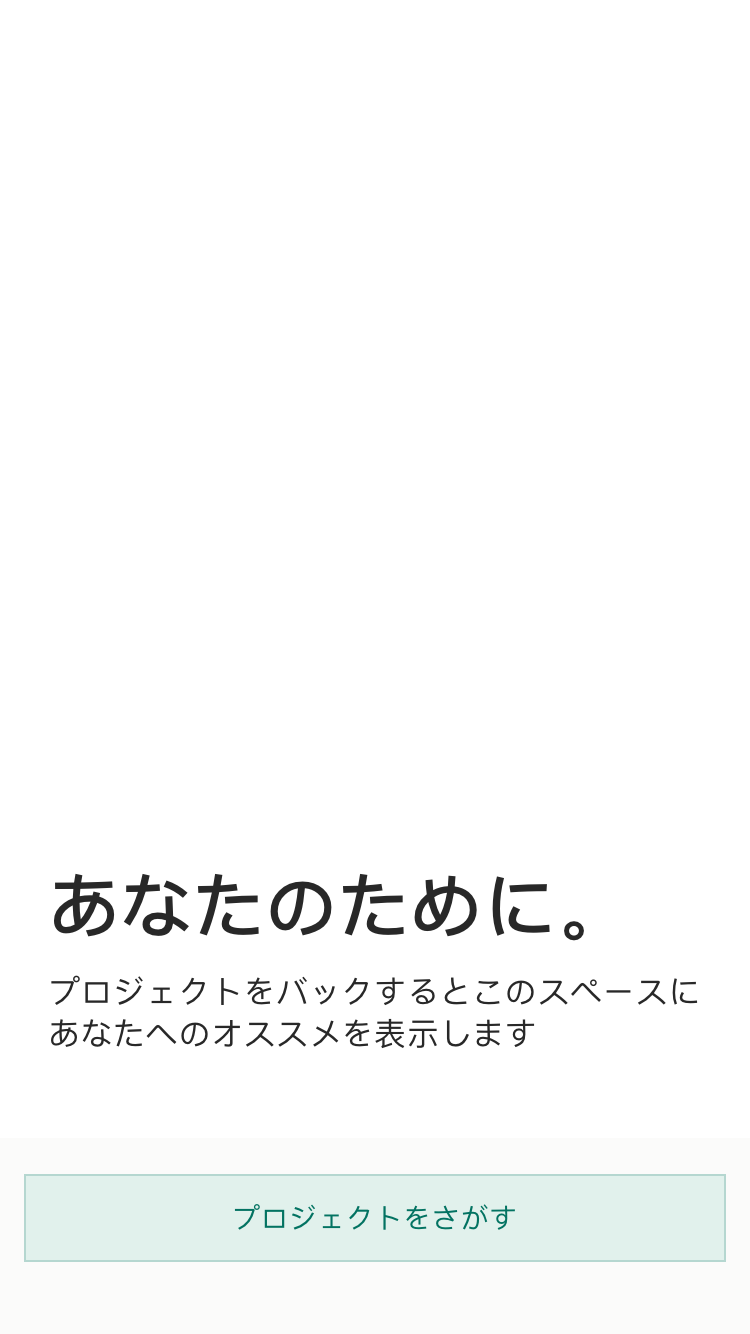 あなたのために。
プロジェクトをバックするとこのスペースに
あなたへのオススメを表示します
プロジェクトをさがす